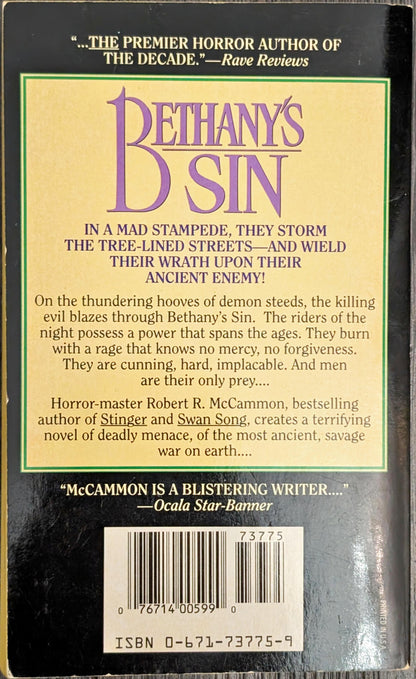 "...THE PREMIER HORROR AUTHOR OF
THE DECADE."—Rave Reviews
BETHANY'S
SIN
IN A MAD STAMPEDE, THEY STORM
THE TREE-LINED STREETS—AND WIELD
THEIR WRATH UPON THEIR
ANCIENT ENEMY!
On the thundering hooves of demon steeds, the killing
evil blazes through Bethany's Sin. The riders of the
night possess a power that spans the ages. They burn
with a rage that knows no mercy, no forgiveness.
They are cunning, hard, implacable. And men
are their only prey....
Horror-master Robert R. McCammon, bestselling
author of Stinger and Swan Song, creates a terrifying
novel of deadly menace, of the most ancient, savage
war on earth....
"McCAMMON IS A BLISTERING WRITER...."
—Ocala Star-Banner
73775
0 76714 00599 0
ISBN 0-671-73775-9
PRINTED IN U.S.A.